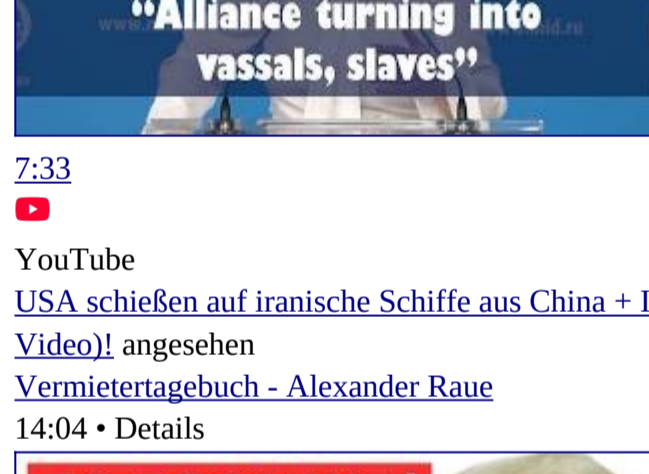 “Alliance turning into
vassals, slaves”
7:33
YouTube
USA schießen auf iranische Schiffe aus China +
Video)! angesehen
Vermietertagebuch - Alexander Raue
14:04 • Details